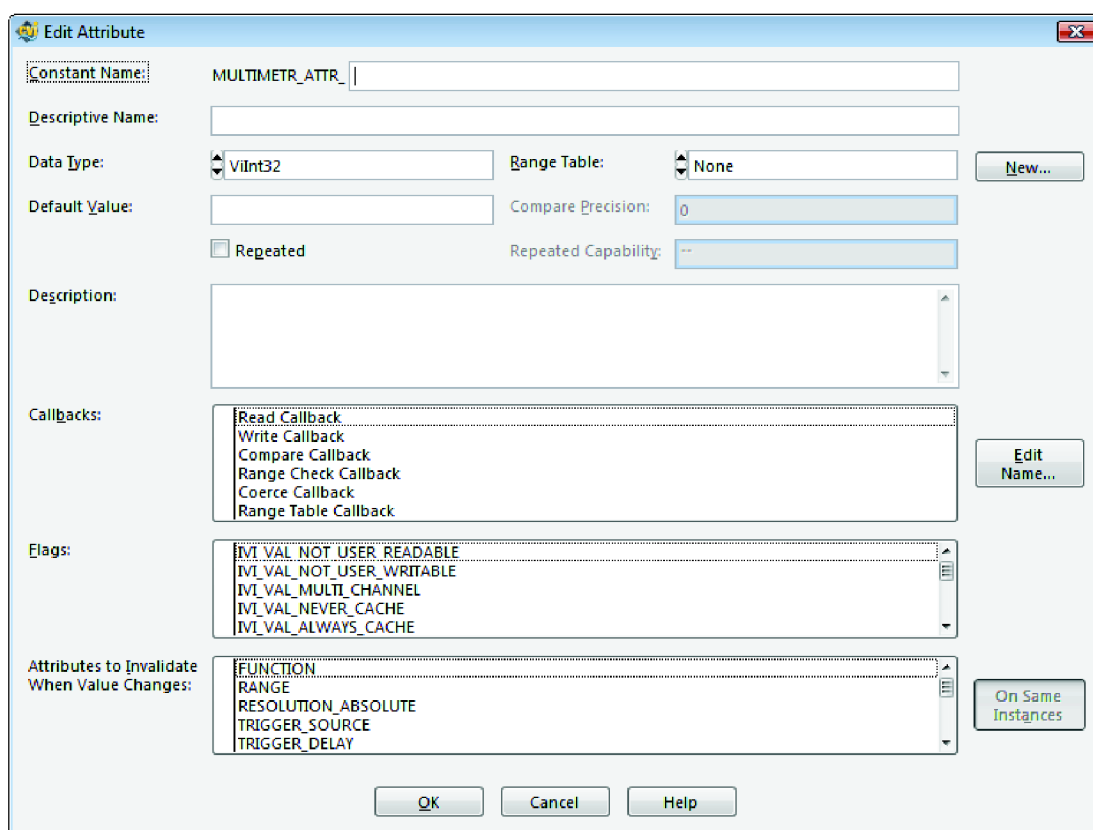 Edit Attribute
Constant Name: MULTIMETR_ATTR_
Descriptive Name:
Data Type: ViInt32 Range Table: None New...
Default Value: Compare Precision: 0
Repeated Repeated Capability: --
Description:
Callbacks: Read Callback
Write Callback
Compare Callback
Range Check Callback
Coerce Callback
Range Table Callback
Edit
Name...
Flags: IVI_VAL_NOT_USER_READABLE
IVI_VAL_NOT_USER_WRITABLE
IVI_VAL_MULTI_CHANNEL
IVI_VAL_NEVER_CACHE
IVI_VAL_ALWAYS_CACHE
Attributes to Invalidate
When Value Changes:
FUNCTION
RANGE
RESOLUTION_ABSOLUTE
TRIGGER_SOURCE
TRIGGER_DELAY
On Same
Instances
OK Cancel Help